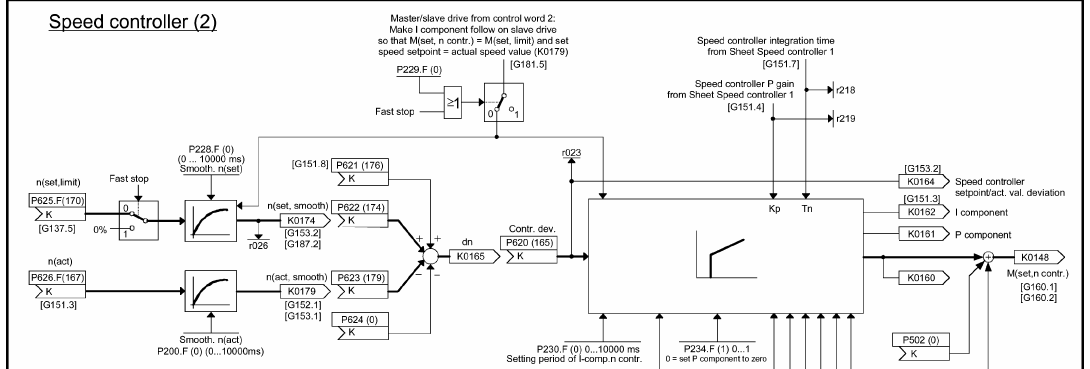 Speed controller (2)
Master/slave drive from control word 2:
Make I component follow on slave drive
so that M(set, n contr.) = M(set, limit) and set
speed setpoint = actual speed value (K0179)
[G181.5]
P229.F (0)
≥1
Fast stop
0
1
Speed controller integration time
from Sheet Speed controller 1
[G151.7]
r218
Speed controller P gain
from Sheet Speed controller 1
[G151.4]
r219
P228.F (0)
(0 ... 10000 ms)
Smooth. n(set)
n(set,limit)
P625.F(170)
K
[G137.5]
Fast stop
0
0%
1
r026
n(set, smooth)
K0174
[G153.2]
[G187.2]
[G151.8]
P621 (176)
K
P622 (174)
K
n(act)
P626.F(167)
K
[G151.3]
Smooth. n(act)
P200.F (0) (0...10000ms)
n(act, smooth)
K0179
[G152.1]
[G153.1]
P623 (179)
K
P624 (0)
K
+
+
−
−
dn
K0165
Contr. dev.
P620 (165)
K
r023
Kp
Tn
[G153.2]
K0164
Speed controller
setpoint/act. val. deviation
[G151.3]
K0162
I component
K0161
P component
K0160
+
K0148
M(set,n contr.)
[G160.1]
[G160.2]
P502 (0)
K
P230.F (0) 0...10000 ms
Setting period of I-comp.n contr.
P234.F (1) 0...1
0 = set P component to zero